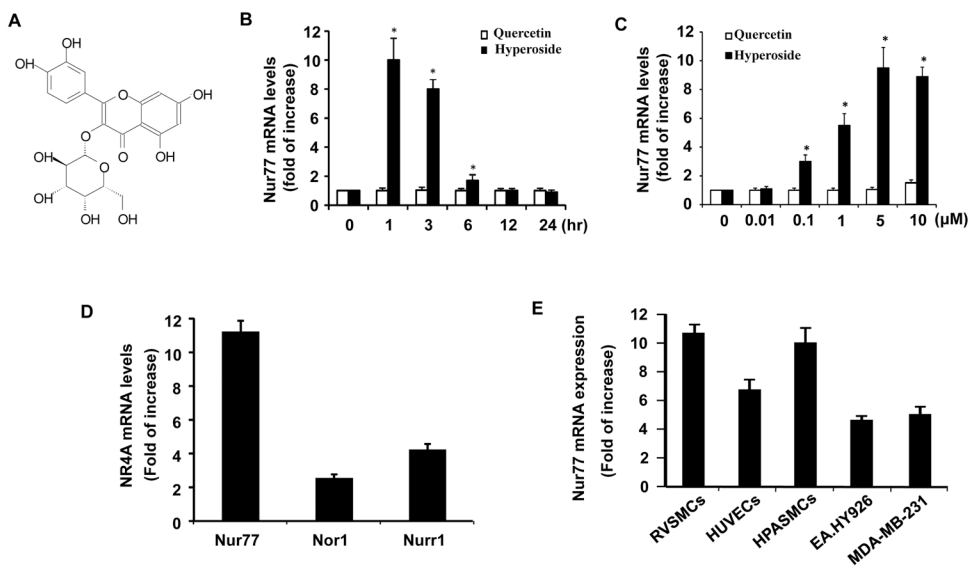 A
OH
OH
O
OH
O
O
OH
OH
O
OH
OH
OH
B
Nur77 mRNA levels
(fold of increase)
12
10
8
6
4
2
0
Quercetin
Hyperoside
*
*
*
0 1 3 6 12 24 (hr)
C
Nur77 mRNA levels
(fold of increase)
12
10
8
6
4
2
0
Quercetin
Hyperoside
*
*
*
*
0 0.01 0.1 1 5 10 (μM)
D
NR4A mRNA levels
(Fold of increase)
12
10
8
6
4
2
0
Nur77 Nor1 Nurr1
E
Nur77 mRNA expression
(Fold of increase)
12
10
8
6
4
2
0
RVSMCs
HUVECs
HPASMCs
EA.HY926
MDA-MB-231